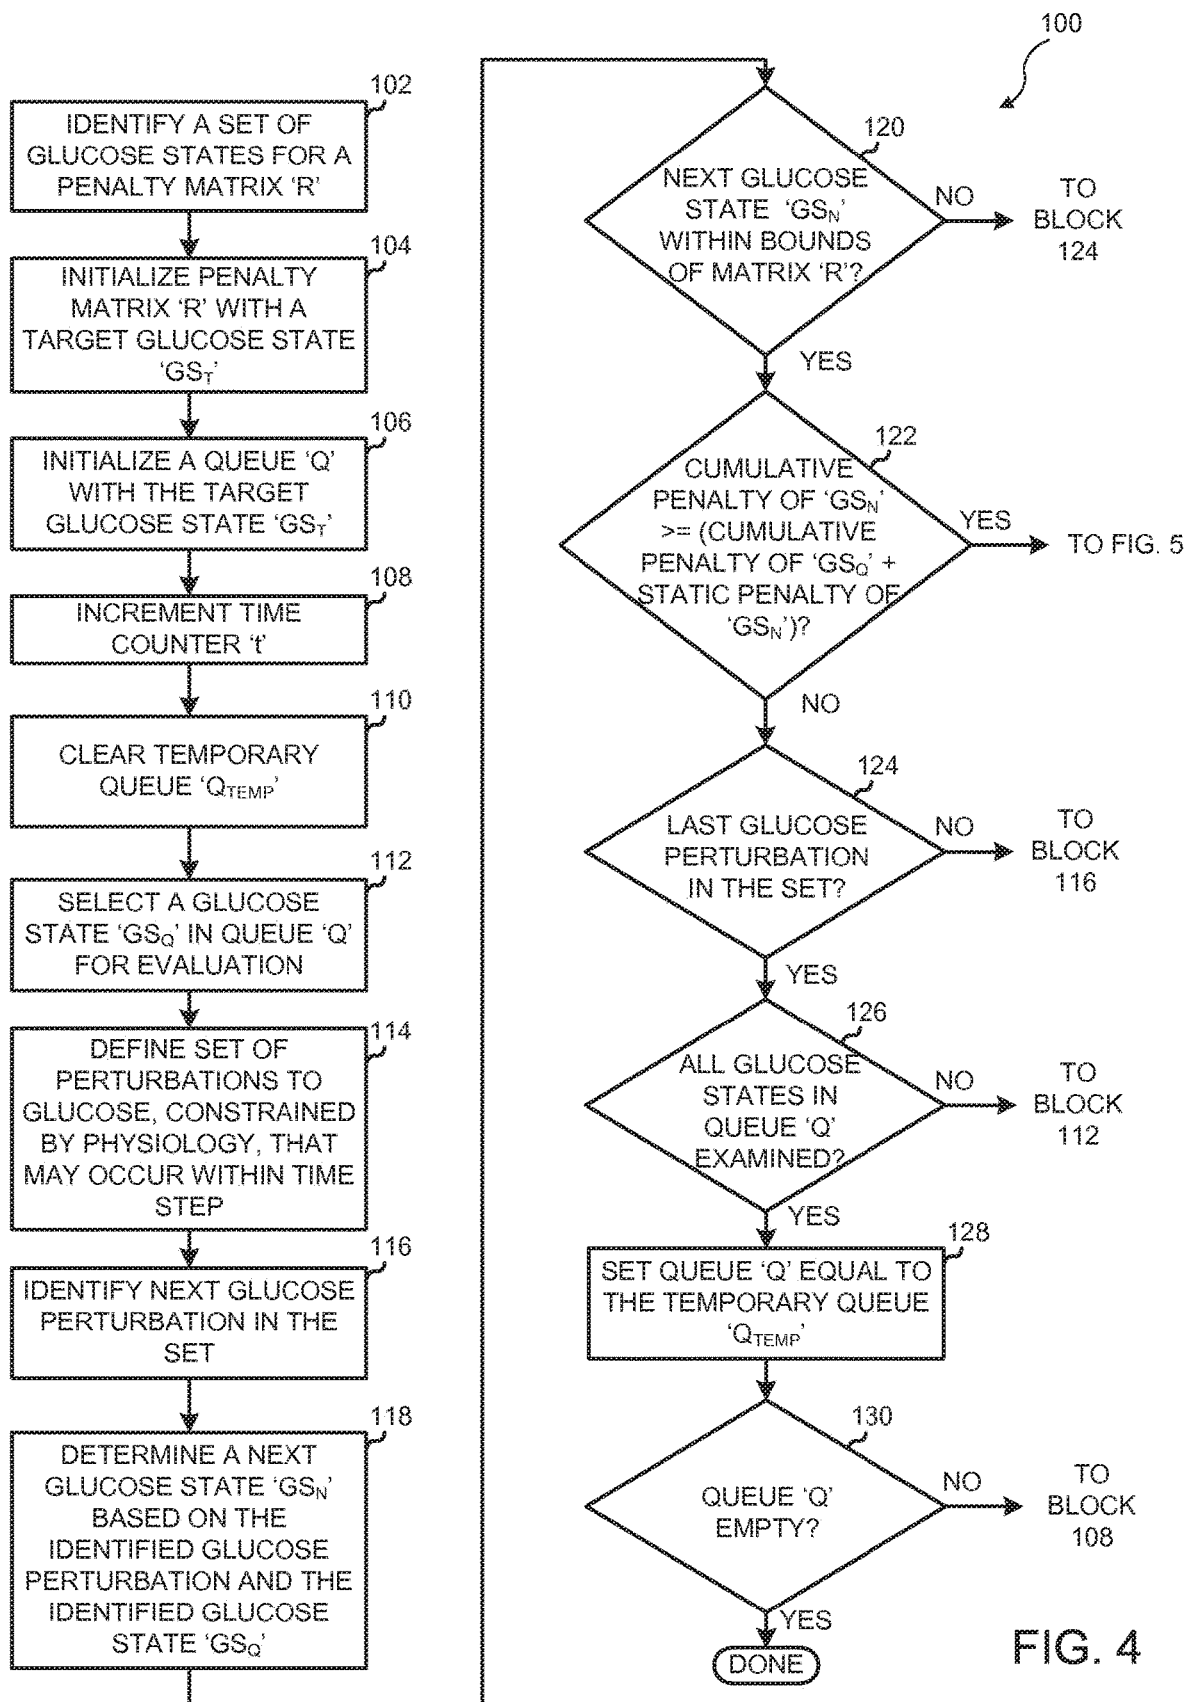 102
IDENTIFY A SET OF
GLUCOSE STATES FOR A
PENALTY MATRIX ‘R’
104
INITIALIZE PENALTY
MATRIX ‘R’ WITH A
TARGET GLUCOSE STATE
‘GST’
106
INITIALIZE A QUEUE ‘Q’
WITH THE TARGET
GLUCOSE STATE ‘GST’
108
INCREMENT TIME
COUNTER ‘t’
110
CLEAR TEMPORARY
QUEUE ‘QTEMP’
112
SELECT A GLUCOSE
STATE ‘GSQ’ IN QUEUE ‘Q’
FOR EVALUATION
114
DEFINE SET OF
PERTURBATIONS TO
GLUCOSE, CONSTRAINED
BY PHYSIOLOGY, THAT
MAY OCCUR WITHIN TIME
STEP
116
IDENTIFY NEXT GLUCOSE
PERTURBATION IN THE
SET
118
DETERMINE A NEXT
GLUCOSE STATE ‘GSN’
BASED ON THE
IDENTIFIED GLUCOSE
PERTURBATION AND THE
IDENTIFIED GLUCOSE
STATE ‘GSQ’
100
120
NEXT GLUCOSE
STATE ‘GSN’
WITHIN BOUNDS
OF MATRIX ‘R’?
NO
TO
BLOCK
124
YES
122
CUMULATIVE
PENALTY OF ‘GSN’
>= (CUMULATIVE
PENALTY OF ‘GSQ’ +
STATIC PENALTY OF
‘GSN’)?
YES
TO FIG. 5
NO
124
LAST GLUCOSE
PERTURBATION
IN THE SET?
NO
TO
BLOCK
116
YES
126
ALL GLUCOSE
STATES IN
QUEUE ‘Q’
EXAMINED?
NO
TO
BLOCK
112
YES
128
SET QUEUE ‘Q’ EQUAL TO
THE TEMPORARY QUEUE
‘QTEMP’
130
QUEUE ‘Q’
EMPTY?
NO
TO
BLOCK
108
YES
DONE
FIG. 4